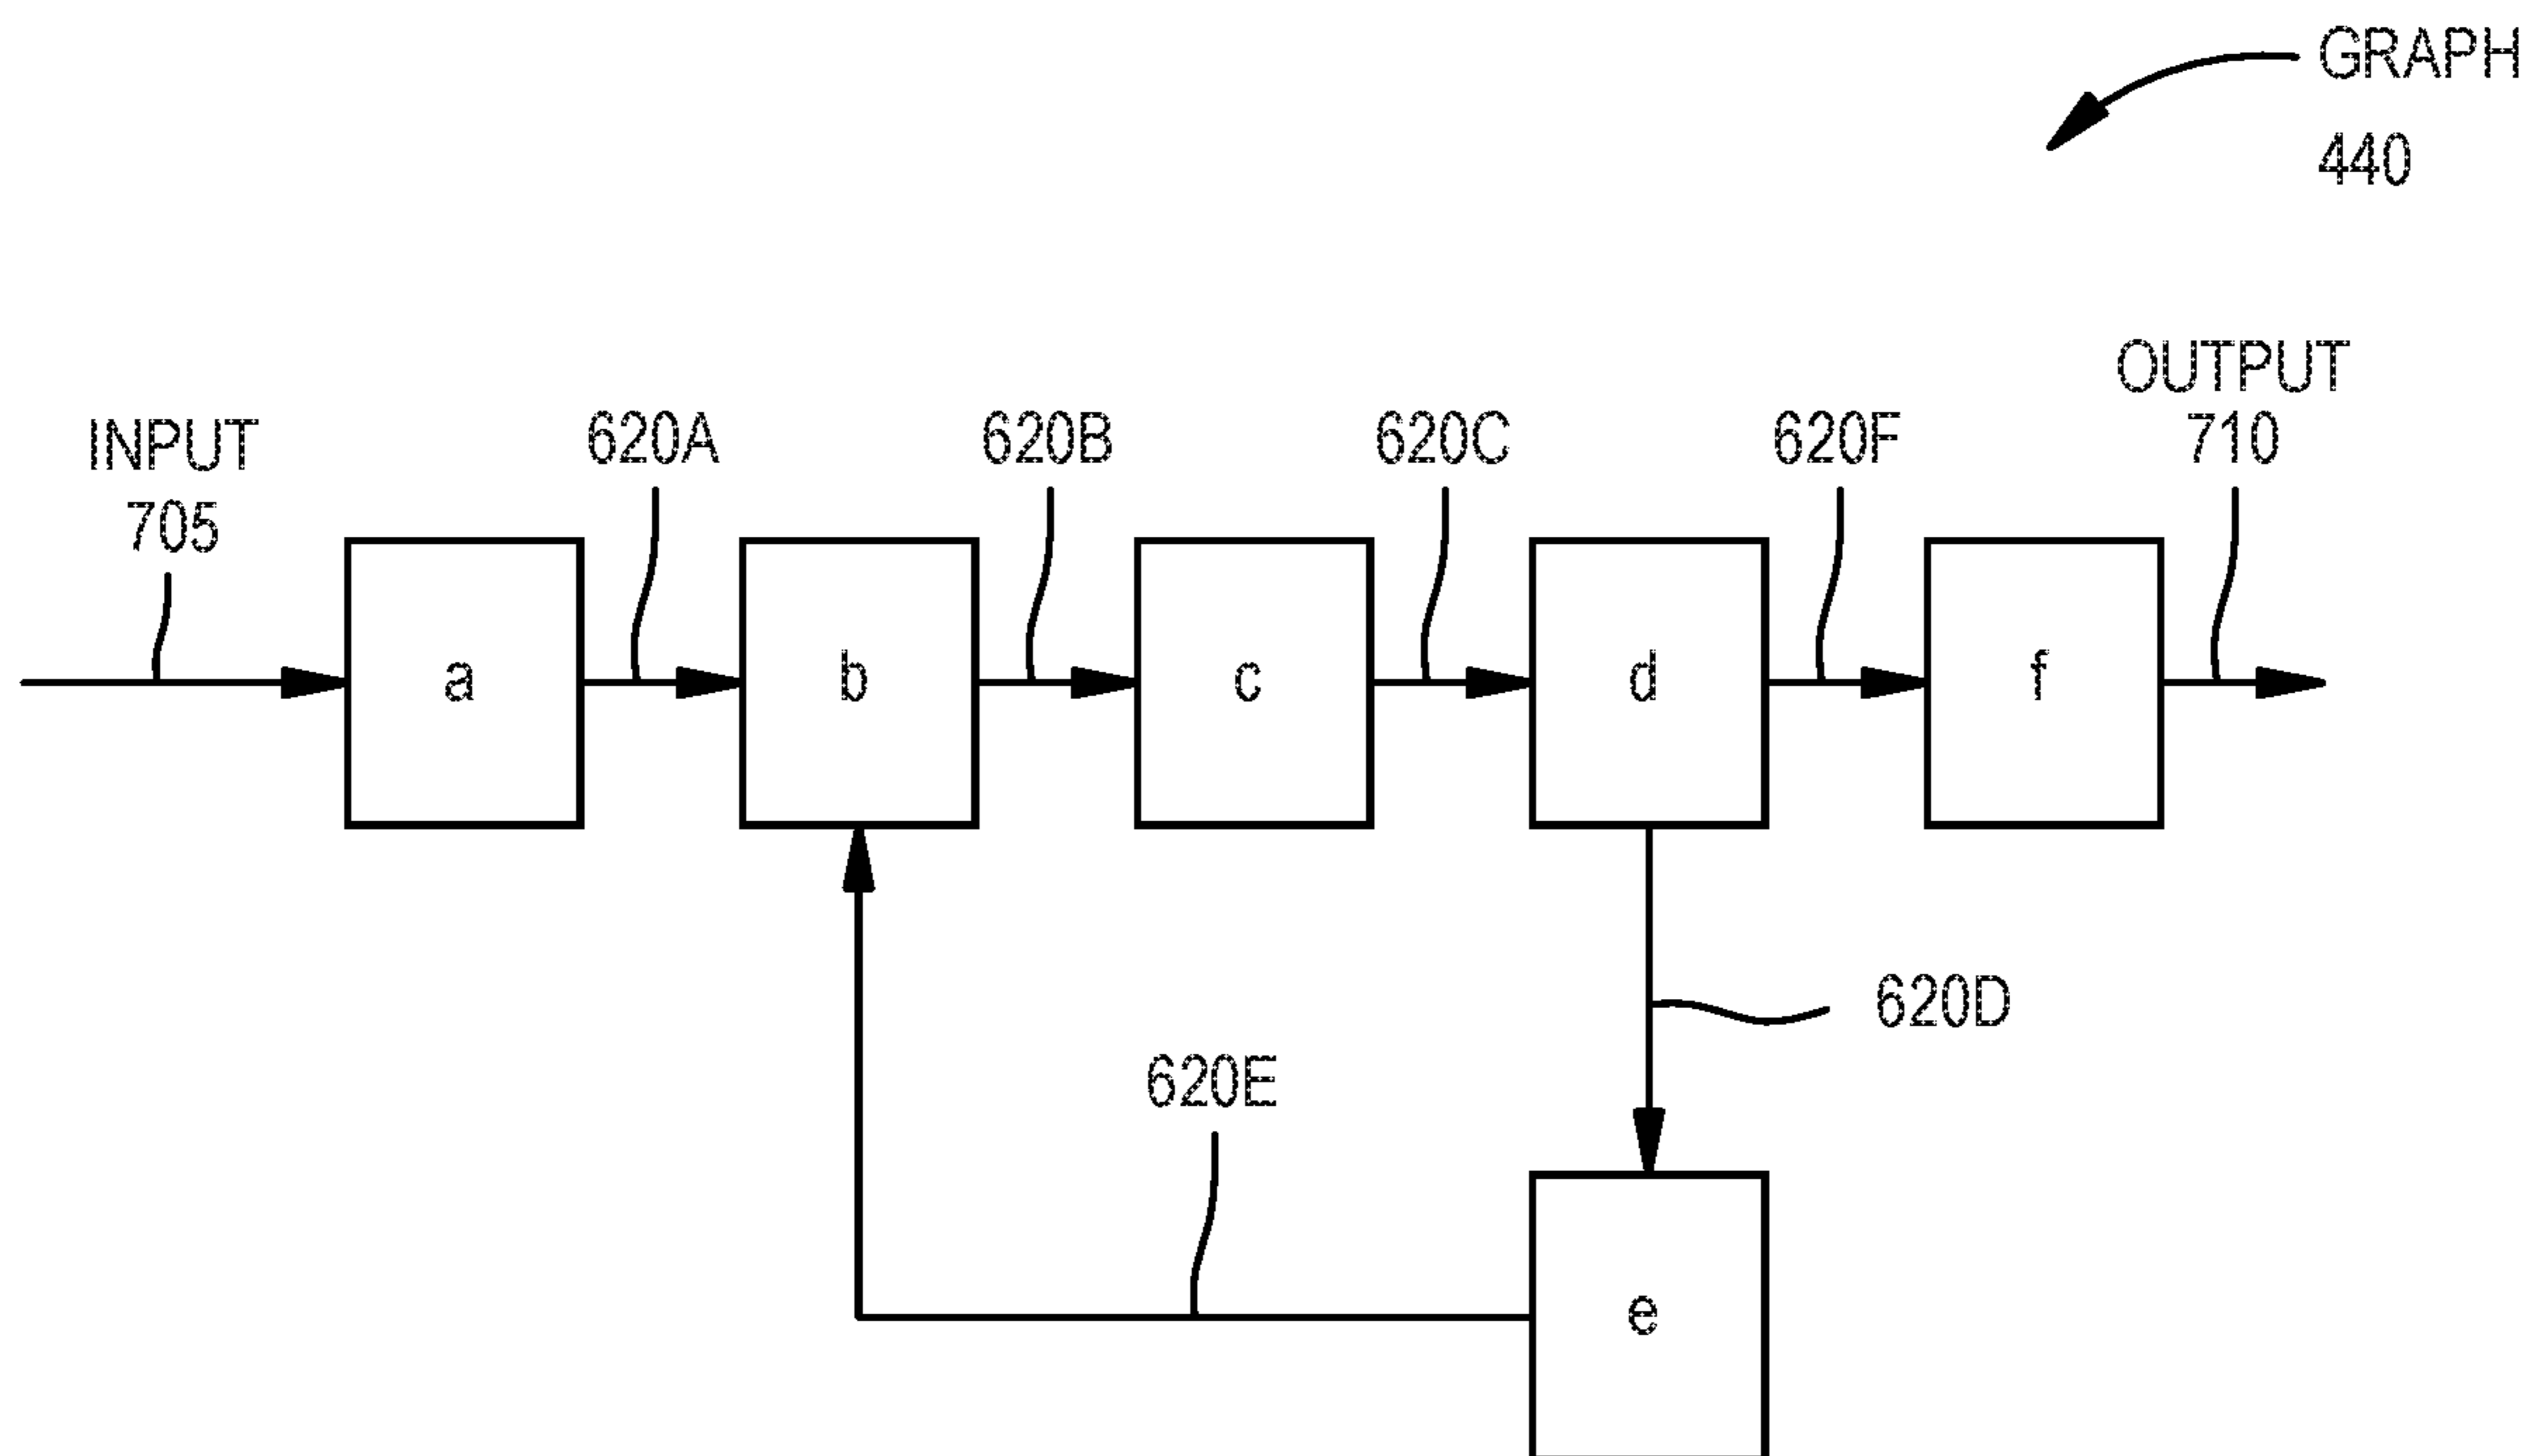 GRAPH
440
OUTPUT
710
INPUT
705
620A
620B
620C
620F
a
b
c
d
f
620D
620E
e